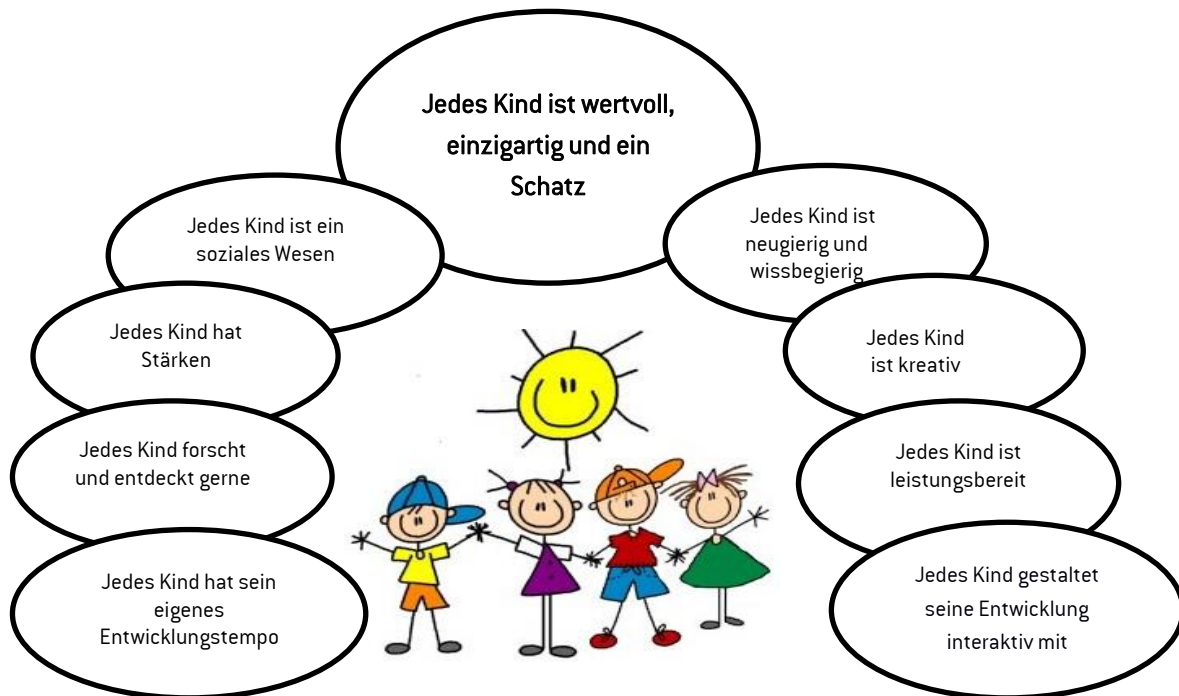 Jedes Kind ist wertvoll,
einzigartig und ein
Schatz
Jedes Kind ist ein
soziales Wesen
Jedes Kind ist
neugierig und
wissbegierig
Jedes Kind hat
Stärken
Jedes Kind
ist kreativ
Jedes Kind forscht
und entdeckt gerne
Jedes Kind ist
leistungsbereit
Jedes Kind hat sein
eigenes
Entwicklungstempo
Jedes Kind gestaltet
seine Entwicklung
interaktiv mit